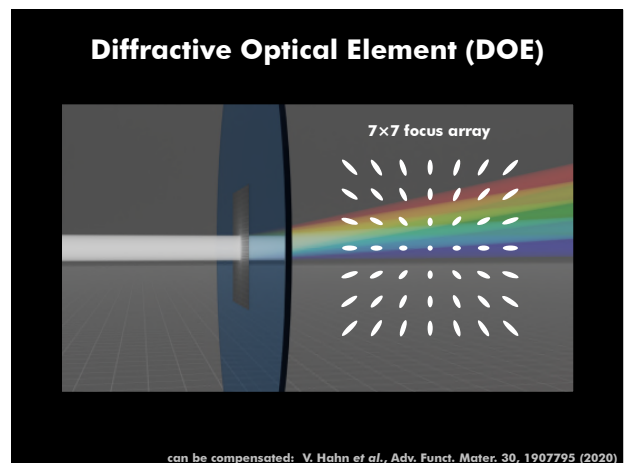 Diffractive Optical Element (DOE)
7×7 focus array
can be compensated: V. Hahn et al., Adv. Funct. Mater. 30, 1907795 (2020)